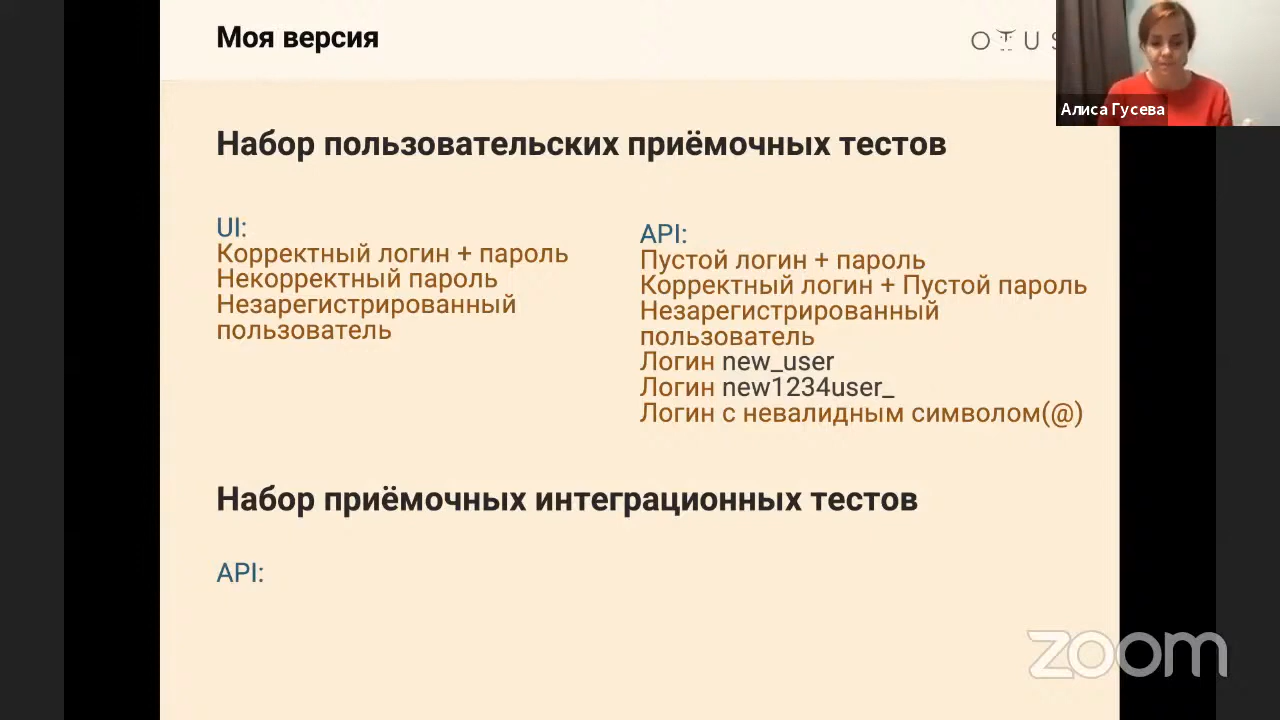 Моя версия
OTUS
Алиса Гусева
Набор пользовательских приёмочных тестов
UI:
Корректный логин + пароль
Некорректный пароль
Незарегистрированный
пользователь
API:
Пустой логин + пароль
Корректный логин + Пустой пароль
Незарегистрированный
пользователь
Логин new_user
Логин new1234user_
Логин с невалидным символом(@)
Набор приёмочных интеграционных тестов
API:
zoom